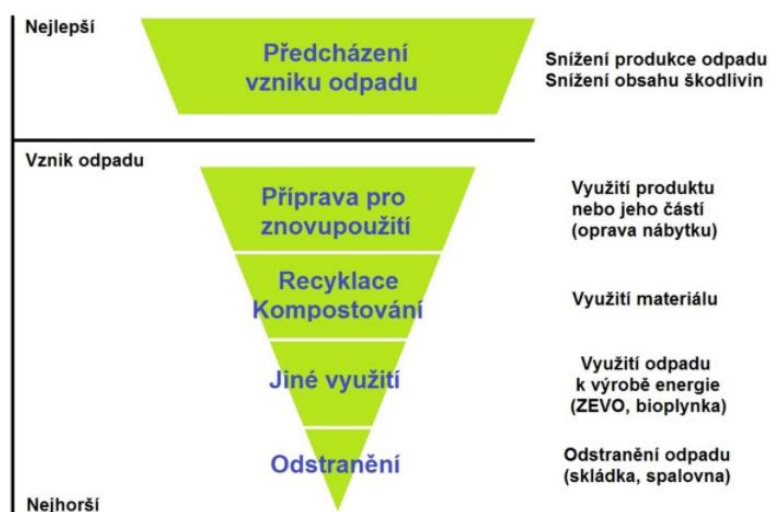 Nejlepší
Předcházení
vzniku odpadu
Snížení produkce odpadu
Snížení obsahu škodlivin
Vznik odpadu
Příprava pro
znovupoužití
Využití produktu
nebo jeho částí
(oprava nábytku)
Recyklace
Kompostování
Využití materiálu
Jiné využití
Využití odpadu
k výrobě energie
(ZEVO, bioplynka)
Odstranění
Odstranění odpadu
(skládka, spalovna)
Nejhorší